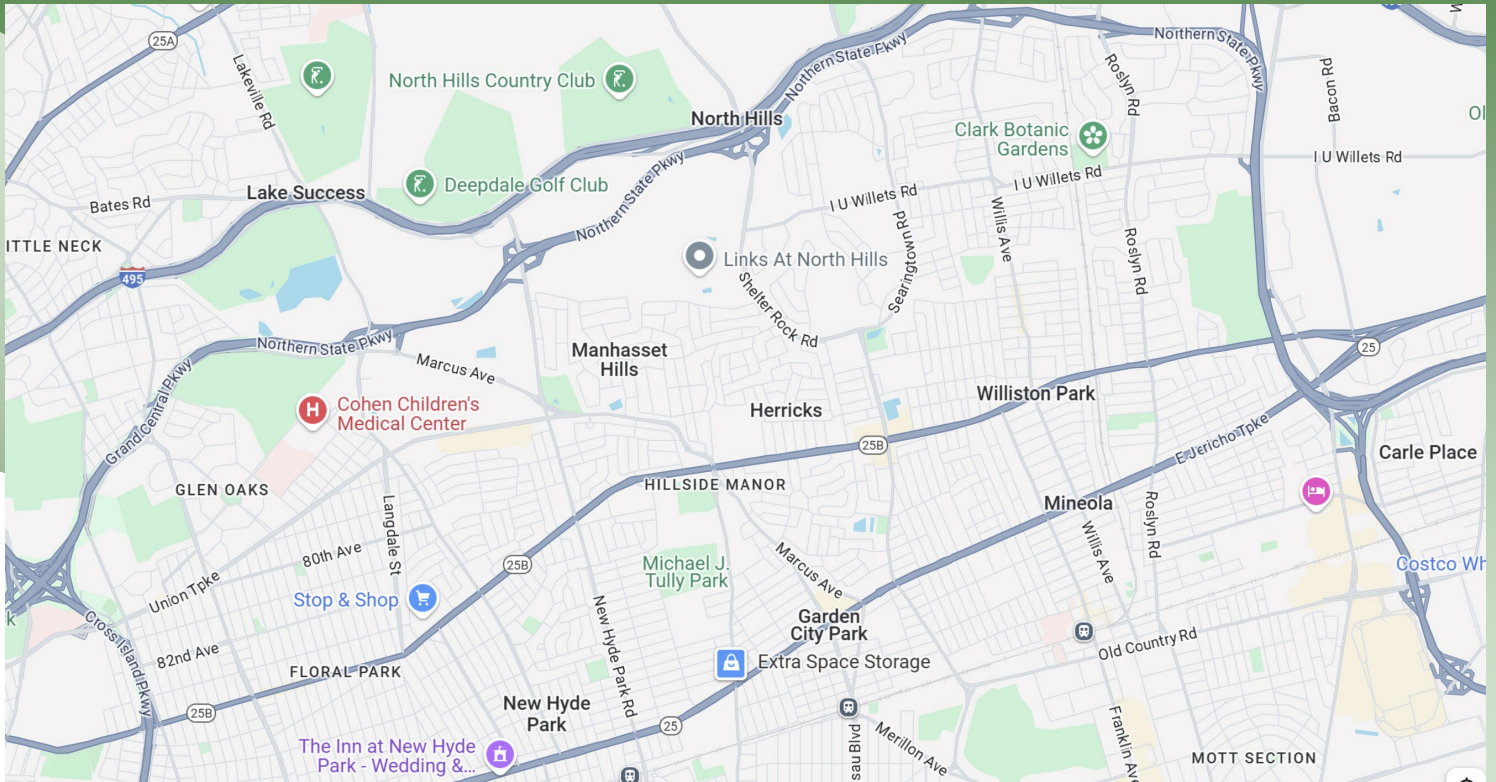 25A
Lakeville Rd
North Hills Country Club
Northern State Pkwy
Northern State Pkwy
Roslyn Rd
Bacon Rd
North Hills
Clark Botanic
Gardens
I U Willets Rd
Northern State Pkwy
Deepdale Golf Club
Lake Success
I U Willets Rd
I U Willets Rd
Bates Rd
ITTLE NECK
495
Links At North Hills
Searingtown Rd
Willis Ave
Roslyn Rd
Shelter Rock Rd
Northern State Pkwy
Grand Central Pkwy
Marcus Ave
Manhasset
Hills
25
Williston Park
H
Cohen Children's
Medical Center
Herricks
25B
E Jericho Tpke
Carle Place
GLEN OAKS
HILLSIDE MANOR
Mineola
Langdale St
Roslyn Rd
Willis Ave
80th Ave
25B
Michael J.
Tully Park
Marcus Ave
Costco Wh
Union Tpke
Stop & Shop
k
Cross Island Pkwy
New Hyde Park Rd
Garden
City Park
Old Country Rd
82nd Ave
FLORAL PARK
Extra Space Storage
25B
New Hyde
Park
25
The Inn at New Hyde
Park - Wedding &...
Merillon Ave
Franklin Ave
MOTT SECTION